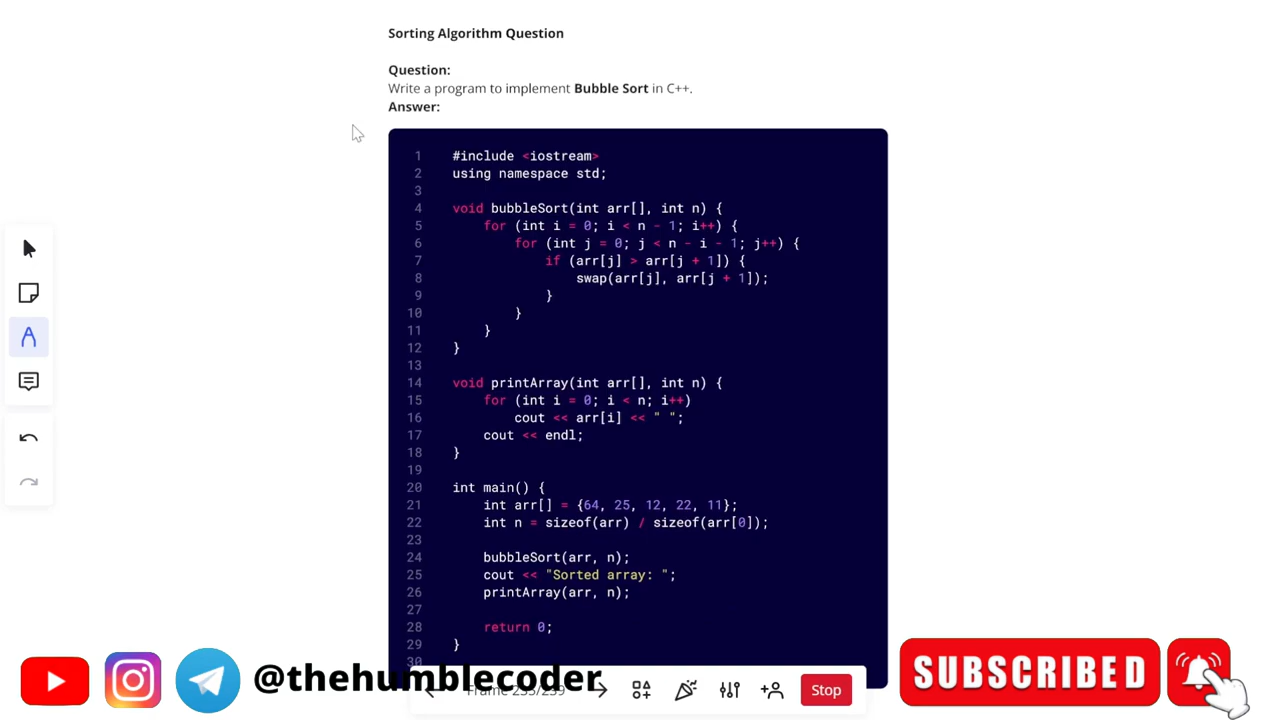 Sorting Algorithm Question
Question:
Write a program to implement Bubble Sort in C++.
Answer:
1 #include <iostream>
2 using namespace std;
3
4 void bubbleSort(int arr[], int n) {
5 for (int i = 0; i < n - 1; i++) {
6 for (int j = 0; j < n - i - 1; j++) {
7 if (arr[j] > arr[j + 1]) {
8 swap(arr[j], arr[j + 1]);
9 }
10 }
11 }
12 }
13
14 void printArray(int arr[], int n) {
15 for (int i = 0; i < n; i++)
16 cout << arr[i] << " ";
17 cout << endl;
18 }
19
20 int main() {
21 int arr[] = {64, 25, 12, 22, 11};
22 int n = sizeof(arr) / sizeof(arr[0]);
23
24 bubbleSort(arr, n);
25 cout << "Sorted array: ";
26 printArray(arr, n);
27
28 return 0;
29 }
30
@thehumblecoder
Stop
SUBSCRIBED